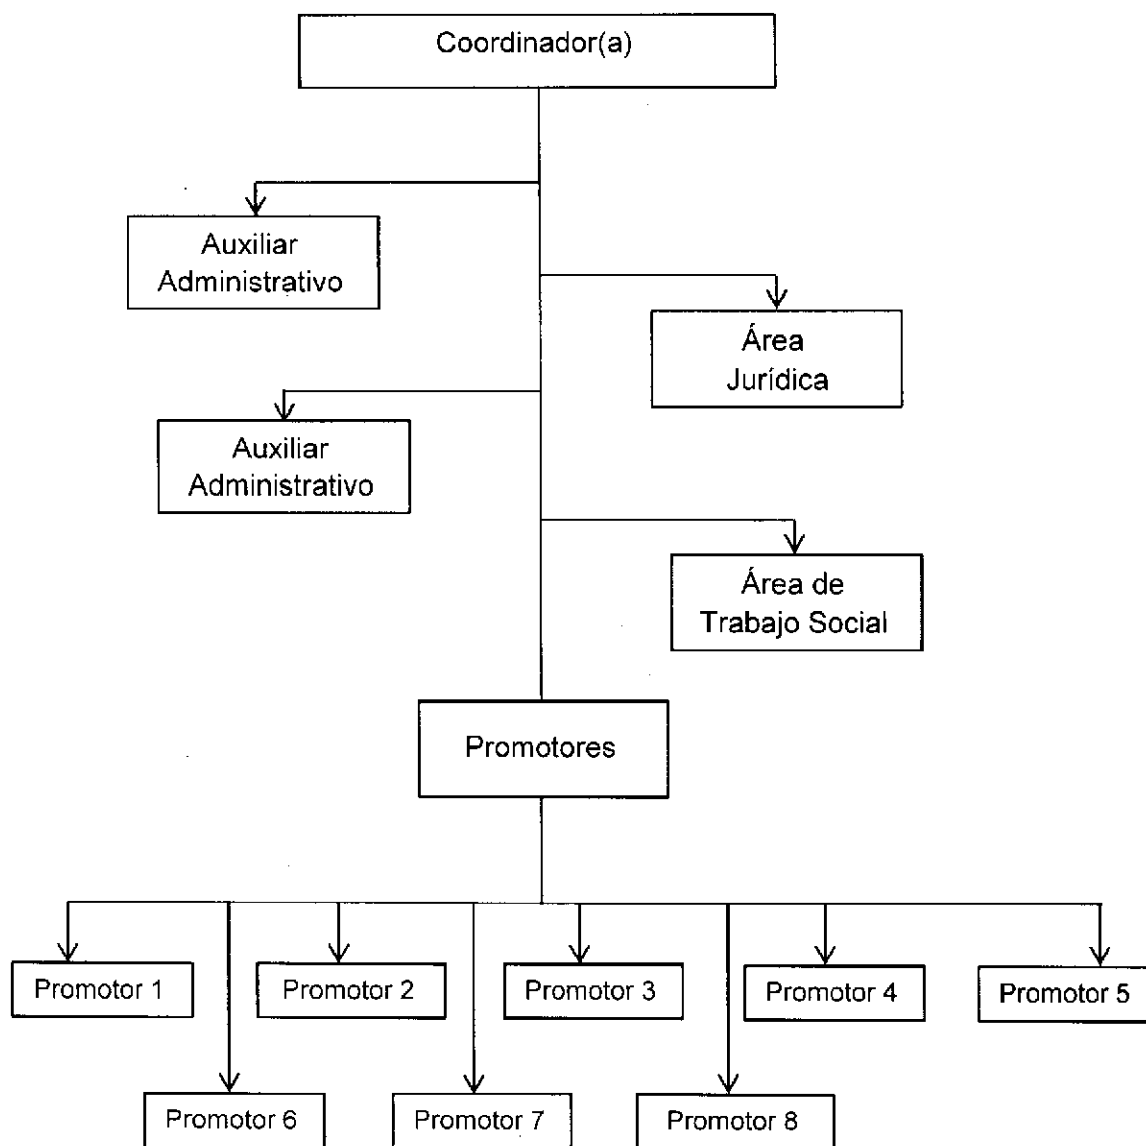 Coordinador(a)
Auxiliar
Administrativo
Área
Jurídica
Auxiliar
Administrativo
Área de
Trabajo Social
Promotores
Promotor 1
Promotor 2
Promotor 3
Promotor 4
Promotor 5
Promotor 6
Promotor 7
Promotor 8